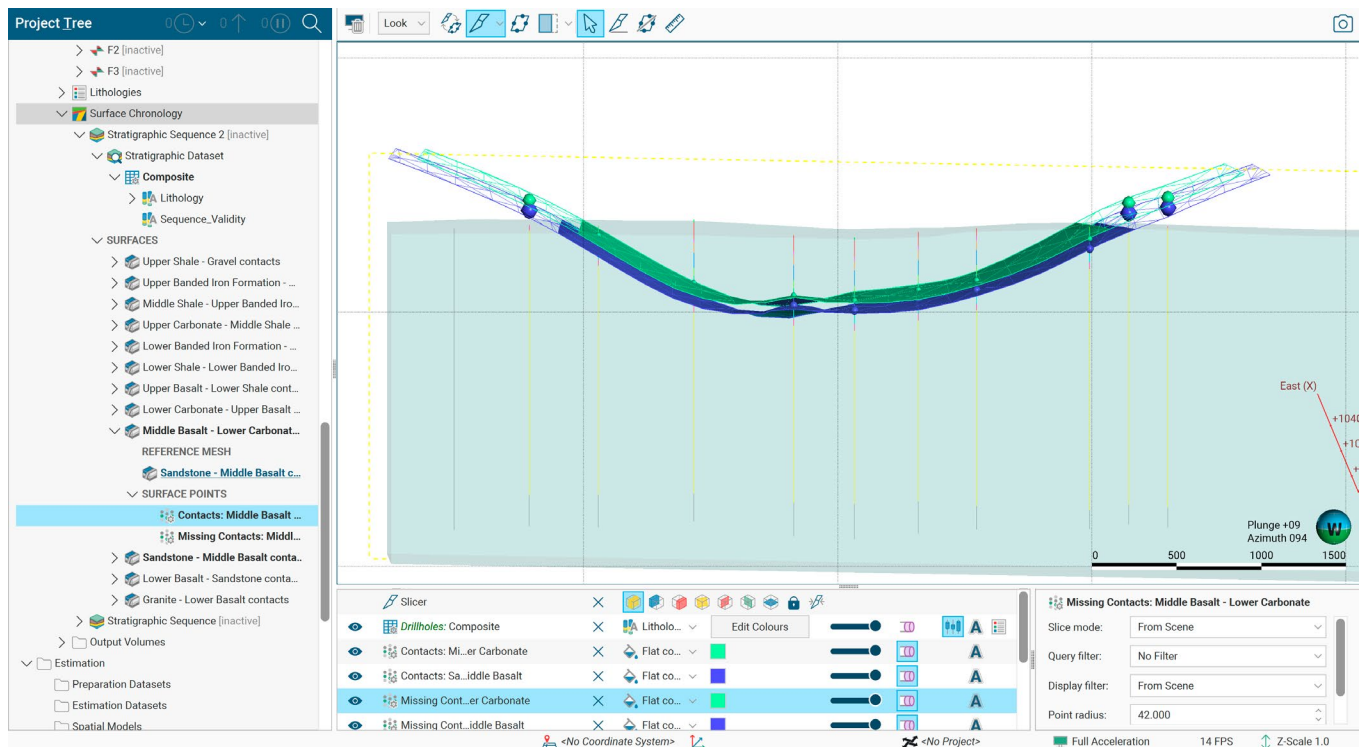 Project Tree
0
0
0
Look
F2 [inactive]
F3 [inactive]
Lithologies
Surface Chronology
Stratigraphic Sequence 2 [inactive]
Stratigraphic Dataset
Composite
Lithology
Sequence_Validity
SURFACES
Upper Shale - Gravel contacts
Upper Banded Iron Formation - ...
Middle Shale - Upper Banded Iro...
Upper Carbonate - Middle Shale ...
Lower Banded Iron Formation - ...
Lower Shale - Lower Banded Iro...
Upper Basalt - Lower Shale cont...
Lower Carbonate - Upper Basalt ...
Middle Basalt - Lower Carbonat...
REFERENCE MESH
Sandstone - Middle Basalt c...
SURFACE POINTS
Contacts: Middle Basalt ...
Missing Contacts: Middl...
Sandstone - Middle Basalt conta..
Lower Basalt - Sandstone conta...
Granite - Lower Basalt contacts
Stratigraphic Sequence [inactive]
Output Volumes
Estimation
Preparation Datasets
Estimation Datasets
Spatial Models
East (X)
+1040
+10
+
Plunge +09
Azimuth 094
W
0 500 1000 1500
Slicer
Drillholes: Composite
Litholo...
Edit Colours
Contacts: Mi...er Carbonate
Flat co...
Contacts: Sa...iddle Basalt
Flat co...
Missing Cont...er Carbonate
Flat co...
Missing Cont...iddle Basalt
Flat co...
Missing Contacts: Middle Basalt - Lower Carbonate
Slice mode: From Scene
Query filter: No Filter
Display filter: From Scene
Point radius: 42.000
<No Coordinate System>
<No Project>
Full Acceleration
14 FPS
Z-Scale 1.0